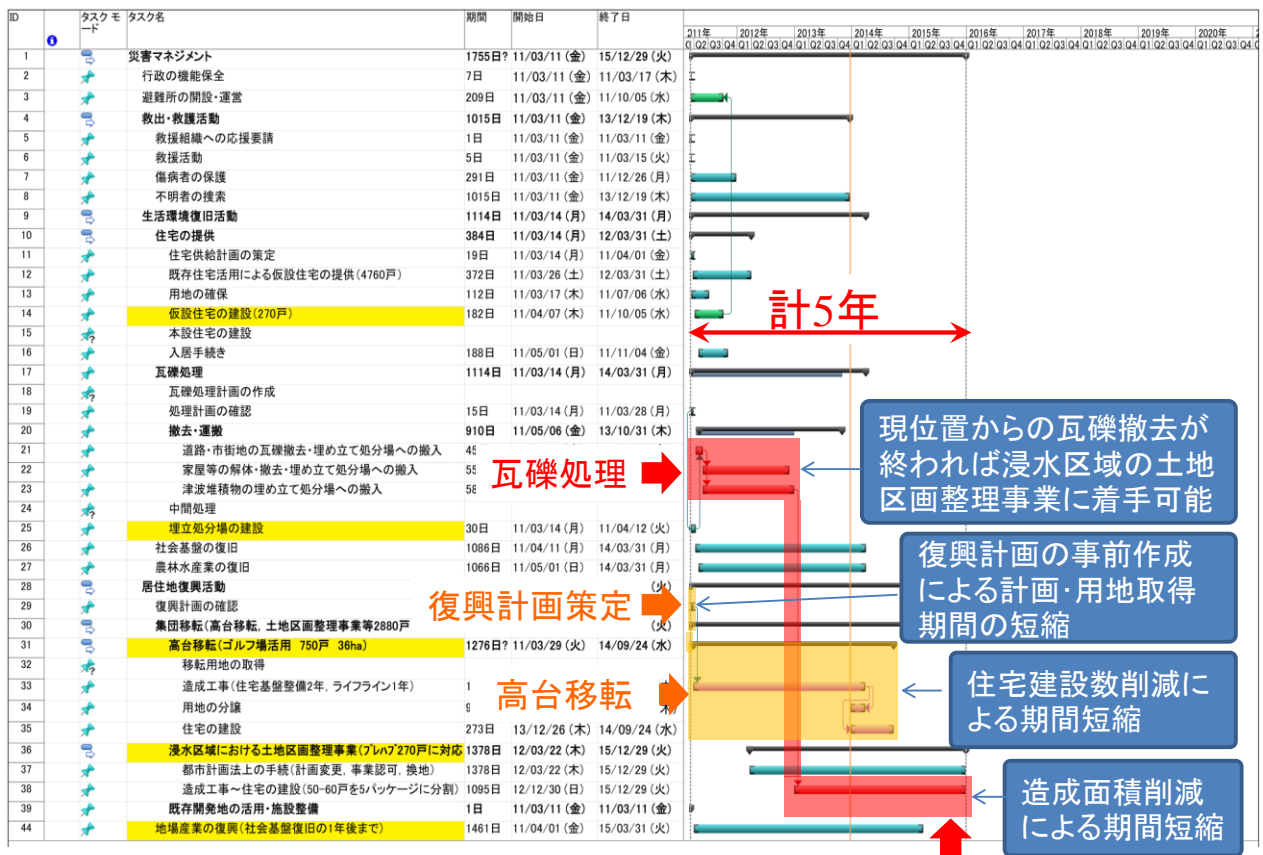 ID タスク モード タスク名 期間 開始日 終了日
011年 2012年 2013年 2014年 2015年 2016年 2017年 2018年 2019年 2020年
Q1 Q2 Q3 Q4 Q1 Q2 Q3 Q4 Q1 Q2 Q3 Q4 Q1 Q2 Q3 Q4 Q1 Q2 Q3 Q4 Q1 Q2 Q3 Q4 Q1 Q2 Q3 Q4 Q1 Q2 Q3 Q4 Q1 Q2 Q3 Q4 Q1 Q2 Q3 Q4
1 災害マネジメント 1755日? 11/03/11 (金) 15/12/29 (火)
2 行政の機能保全 7日 11/03/11 (金) 11/03/17 (木)
3 避難所の開設・運営 209日 11/03/11 (金) 11/10/05 (水)
4 救出・救護活動 1015日 11/03/11 (金) 13/12/19 (木)
5 救援組織への応援要請 1日 11/03/11 (金) 11/03/11 (金)
6 救援活動 5日 11/03/11 (金) 11/03/15 (火)
7 傷病者の保護 291日 11/03/11 (金) 11/12/26 (月)
8 不明者の捜索 1015日 11/03/11 (金) 13/12/19 (木)
9 生活環境復旧活動 1114日 11/03/14 (月) 14/03/31 (月)
10 住宅の提供 384日 11/03/14 (月) 12/03/31 (土)
11 住宅供給計画の策定 19日 11/03/14 (月) 11/04/01 (金)
12 既存住宅活用による仮設住宅の提供(4760戸) 372日 11/03/26 (土) 12/03/31 (土)
13 用地の確保 112日 11/03/17 (木) 11/07/06 (水)
14 仮設住宅の建設(270戸) 182日 11/04/07 (木) 11/10/05 (水)
計5年
15 本設住宅の建設
16 入居手続き 188日 11/05/01 (日) 11/11/04 (金)
17 瓦礫処理 1114日 11/03/14 (月) 14/03/31 (月)
18 瓦礫処理計画の作成
19 処理計画の確認 15日 11/03/14 (月) 11/03/28 (月)
20 撤去・運搬 910日 11/05/06 (金) 13/10/31 (木)
21 道路・市街地の瓦礫撤去・埋め立て処分場への搬入 45
22 家屋等の解体・撤去・埋め立て処分場への搬入 55
23 津波堆積物の埋め立て処分場への搬入 58
瓦礫処理
現位置からの瓦礫撤去が
終われば浸水区域の土地
区画整理事業に着手可能
24 中間処理
25 埋立処分場の建設 30日 11/03/14 (月) 11/04/12 (火)
26 社会基盤の復旧 1086日 11/04/11 (月) 14/03/31 (月)
27 農林水産業の復旧 1066日 11/05/01 (日) 14/03/31 (月)
28 居住地復興活動 (火)
29 復興計画の確認
復興計画策定
復興計画の事前作成
による計画・用地取得
期間の短縮
30 集団移転(高台移転, 土地区画整理事業等2880戸 (火)
31 高台移転(ゴルフ場活用 750戸 36ha) 1276日? 11/03/29 (火) 14/09/24 (水)
32 移転用地の取得
33 造成工事(住宅基盤整備2年, ライフライン1年) 1
34 用地の分譲 9
高台移転
住宅建設数削減に
よる期間短縮
35 住宅の建設 273日 13/12/26 (木) 14/09/24 (水)
36 浸水区域における土地区画整理事業(プレハブ270戸に対応 1378日 12/03/22 (木) 15/12/29 (火)
37 都市計画法上の手続(計画変更, 事業認可, 換地) 1378日 12/03/22 (木) 15/12/29 (火)
38 造成工事~住宅の建設(50-60戸を5パッケージに分割) 1095日 12/12/30 (日) 15/12/29 (火)
39 既存開発地の活用・施設整備 1日 11/03/11 (金) 11/03/11 (金)
44 地場産業の復興(社会基盤復旧の1年後まで) 1461日 11/04/01 (金) 15/03/31 (火)
造成面積削減
による期間短縮